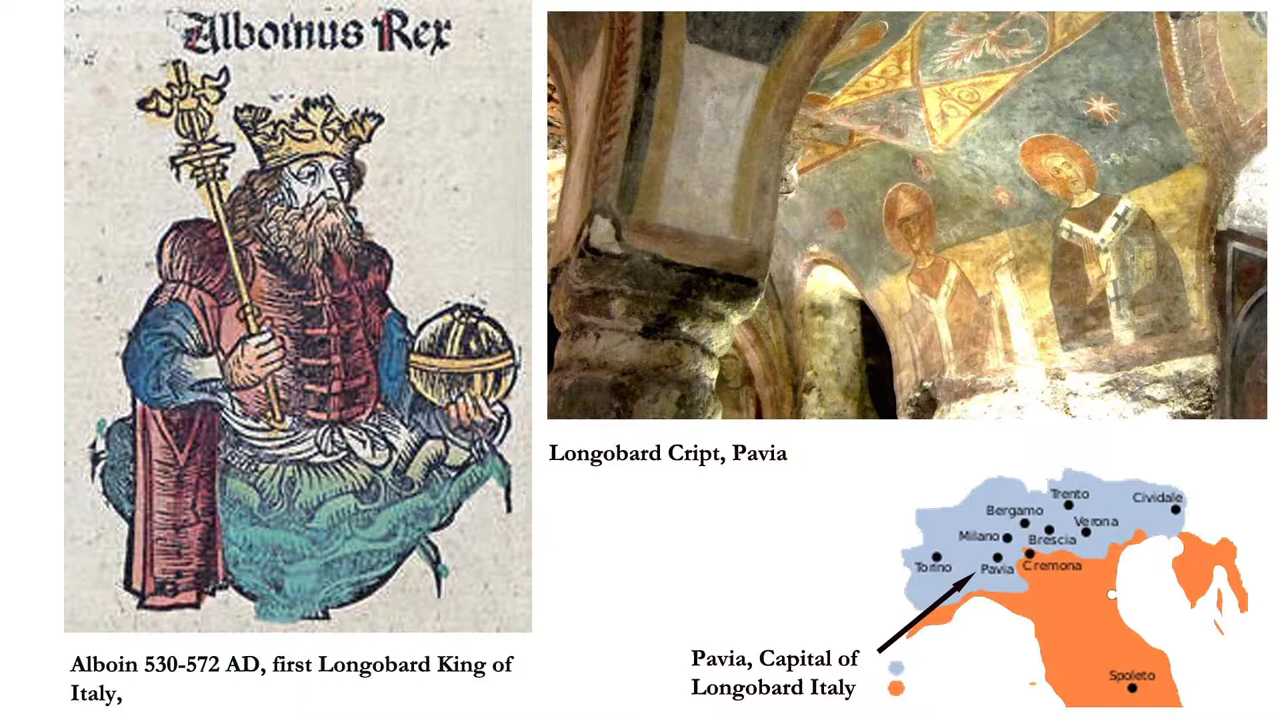 Alboinus Rex
Longobard Cript, Pavia
Trento
Cividale
Bergamo
Verona
Milano
Brescia
Torino
Pavia
Cremona
Pavia, Capital of
Longobard Italy
Spoleto
Alboin 530-572 AD, first Longobard King of
Italy,